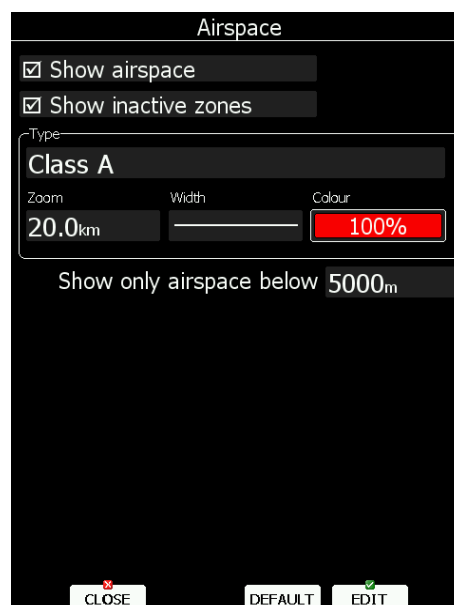 Airspace
Show airspace
Show inactive zones
Type
Class A
Zoom Width Colour
20.0km 100%
Show only airspace below 5000m
CLOSE DEFAULT EDIT